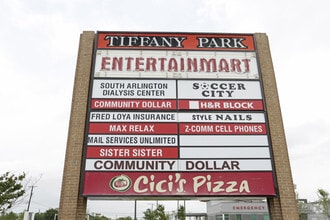 TIFFANY PARK
ENTERTAINMART
SOUTH ARLINGTON
DIALYSIS CENTER
SOCCER
CITY
COMMUNITY DOLLAR
H&R BLOCK
FRED LOYA INSURANCE
STYLE NAILS
MAX RELAX
Z-COMM CELL PHONES
MAIL SERVICES UNLIMITED
SISTER SISTER
COMMUNITY DOLLAR
CiCi's Pizza
EMERGENCY